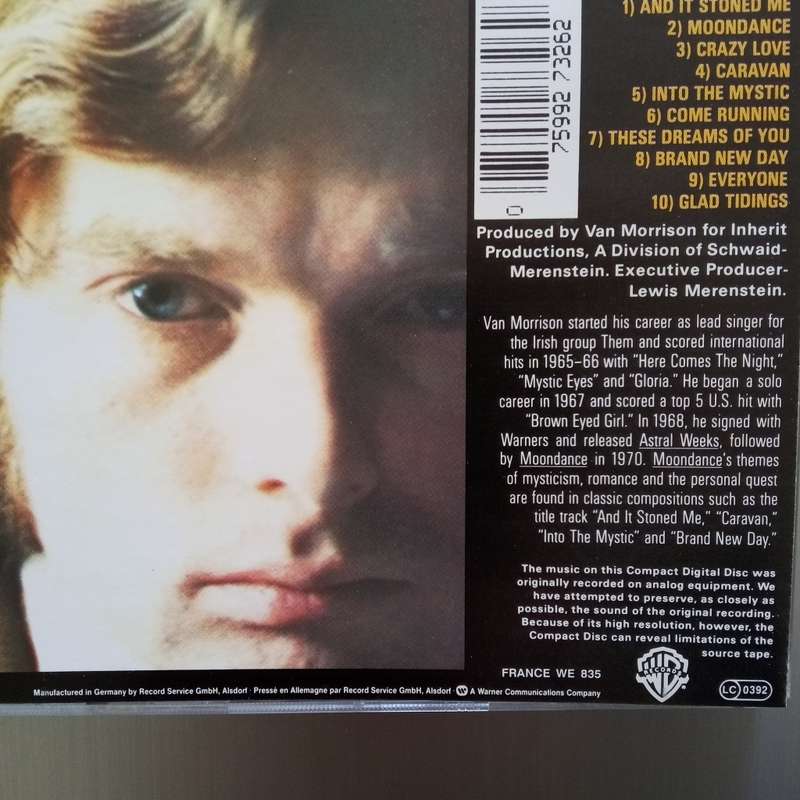 1) AND IT STONED ME
2) MOONDANCE
3) CRAZY LOVE
4) CARAVAN
5) INTO THE MYSTIC
6) COME RUNNING
7) THESE DREAMS OF YOU
8) BRAND NEW DAY
9) EVERYONE
10) GLAD TIDINGS
0
75992 73262
Produced by Van Morrison for Inherit
Productions, A Division of Schwaid-
Merenstein. Executive Producer-
Lewis Merenstein.
Van Morrison started his career as lead singer for
the Irish group Them and scored international
hits in 1965–66 with “Here Comes The Night,”
“Mystic Eyes” and “Gloria.” He began a solo
career in 1967 and scored a top 5 U.S. hit with
“Brown Eyed Girl.” In 1968, he signed with
Warners and released Astral Weeks, followed
by Moondance in 1970. Moondance’s themes
of mysticism, romance and the personal quest
are found in classic compositions such as the
title track “And It Stoned Me,” “Caravan,”
“Into The Mystic” and “Brand New Day.”
The music on this Compact Digital Disc was
originally recorded on analog equipment. We
have attempted to preserve, as closely as
possible, the sound of the original recording.
Because of its high resolution, however, the
Compact Disc can reveal limitations of the
source tape.
FRANCE WE 835
WB RECORDS ®
LC 0392
Manufactured in Germany by Record Service GmbH, Alsdorf · Pressé en Allemagne par Record Service GmbH, Alsdorf · A Warner Communications Company